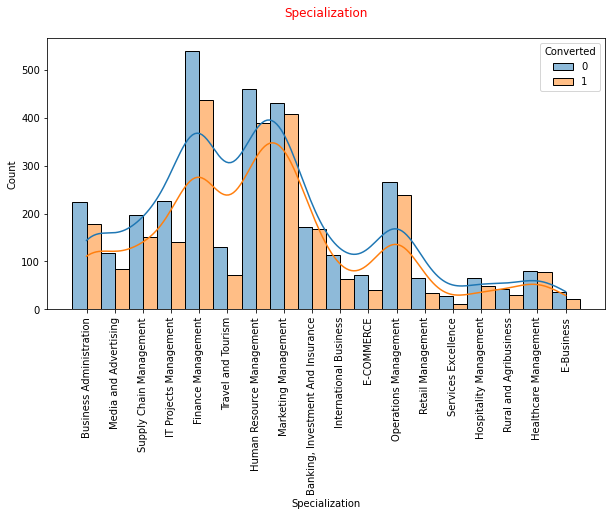 Specialization
Converted
0
1
500
400
300
200
100
0
Count
Business Administration
Media and Advertising
Supply Chain Management
IT Projects Management
Finance Management
Travel and Tourism
Human Resource Management
Marketing Management
Banking, Investment And Insurance
International Business
E-COMMERCE
Operations Management
Retail Management
Services Excellence
Hospitality Management
Rural and Agribusiness
Healthcare Management
E-Business
Specialization